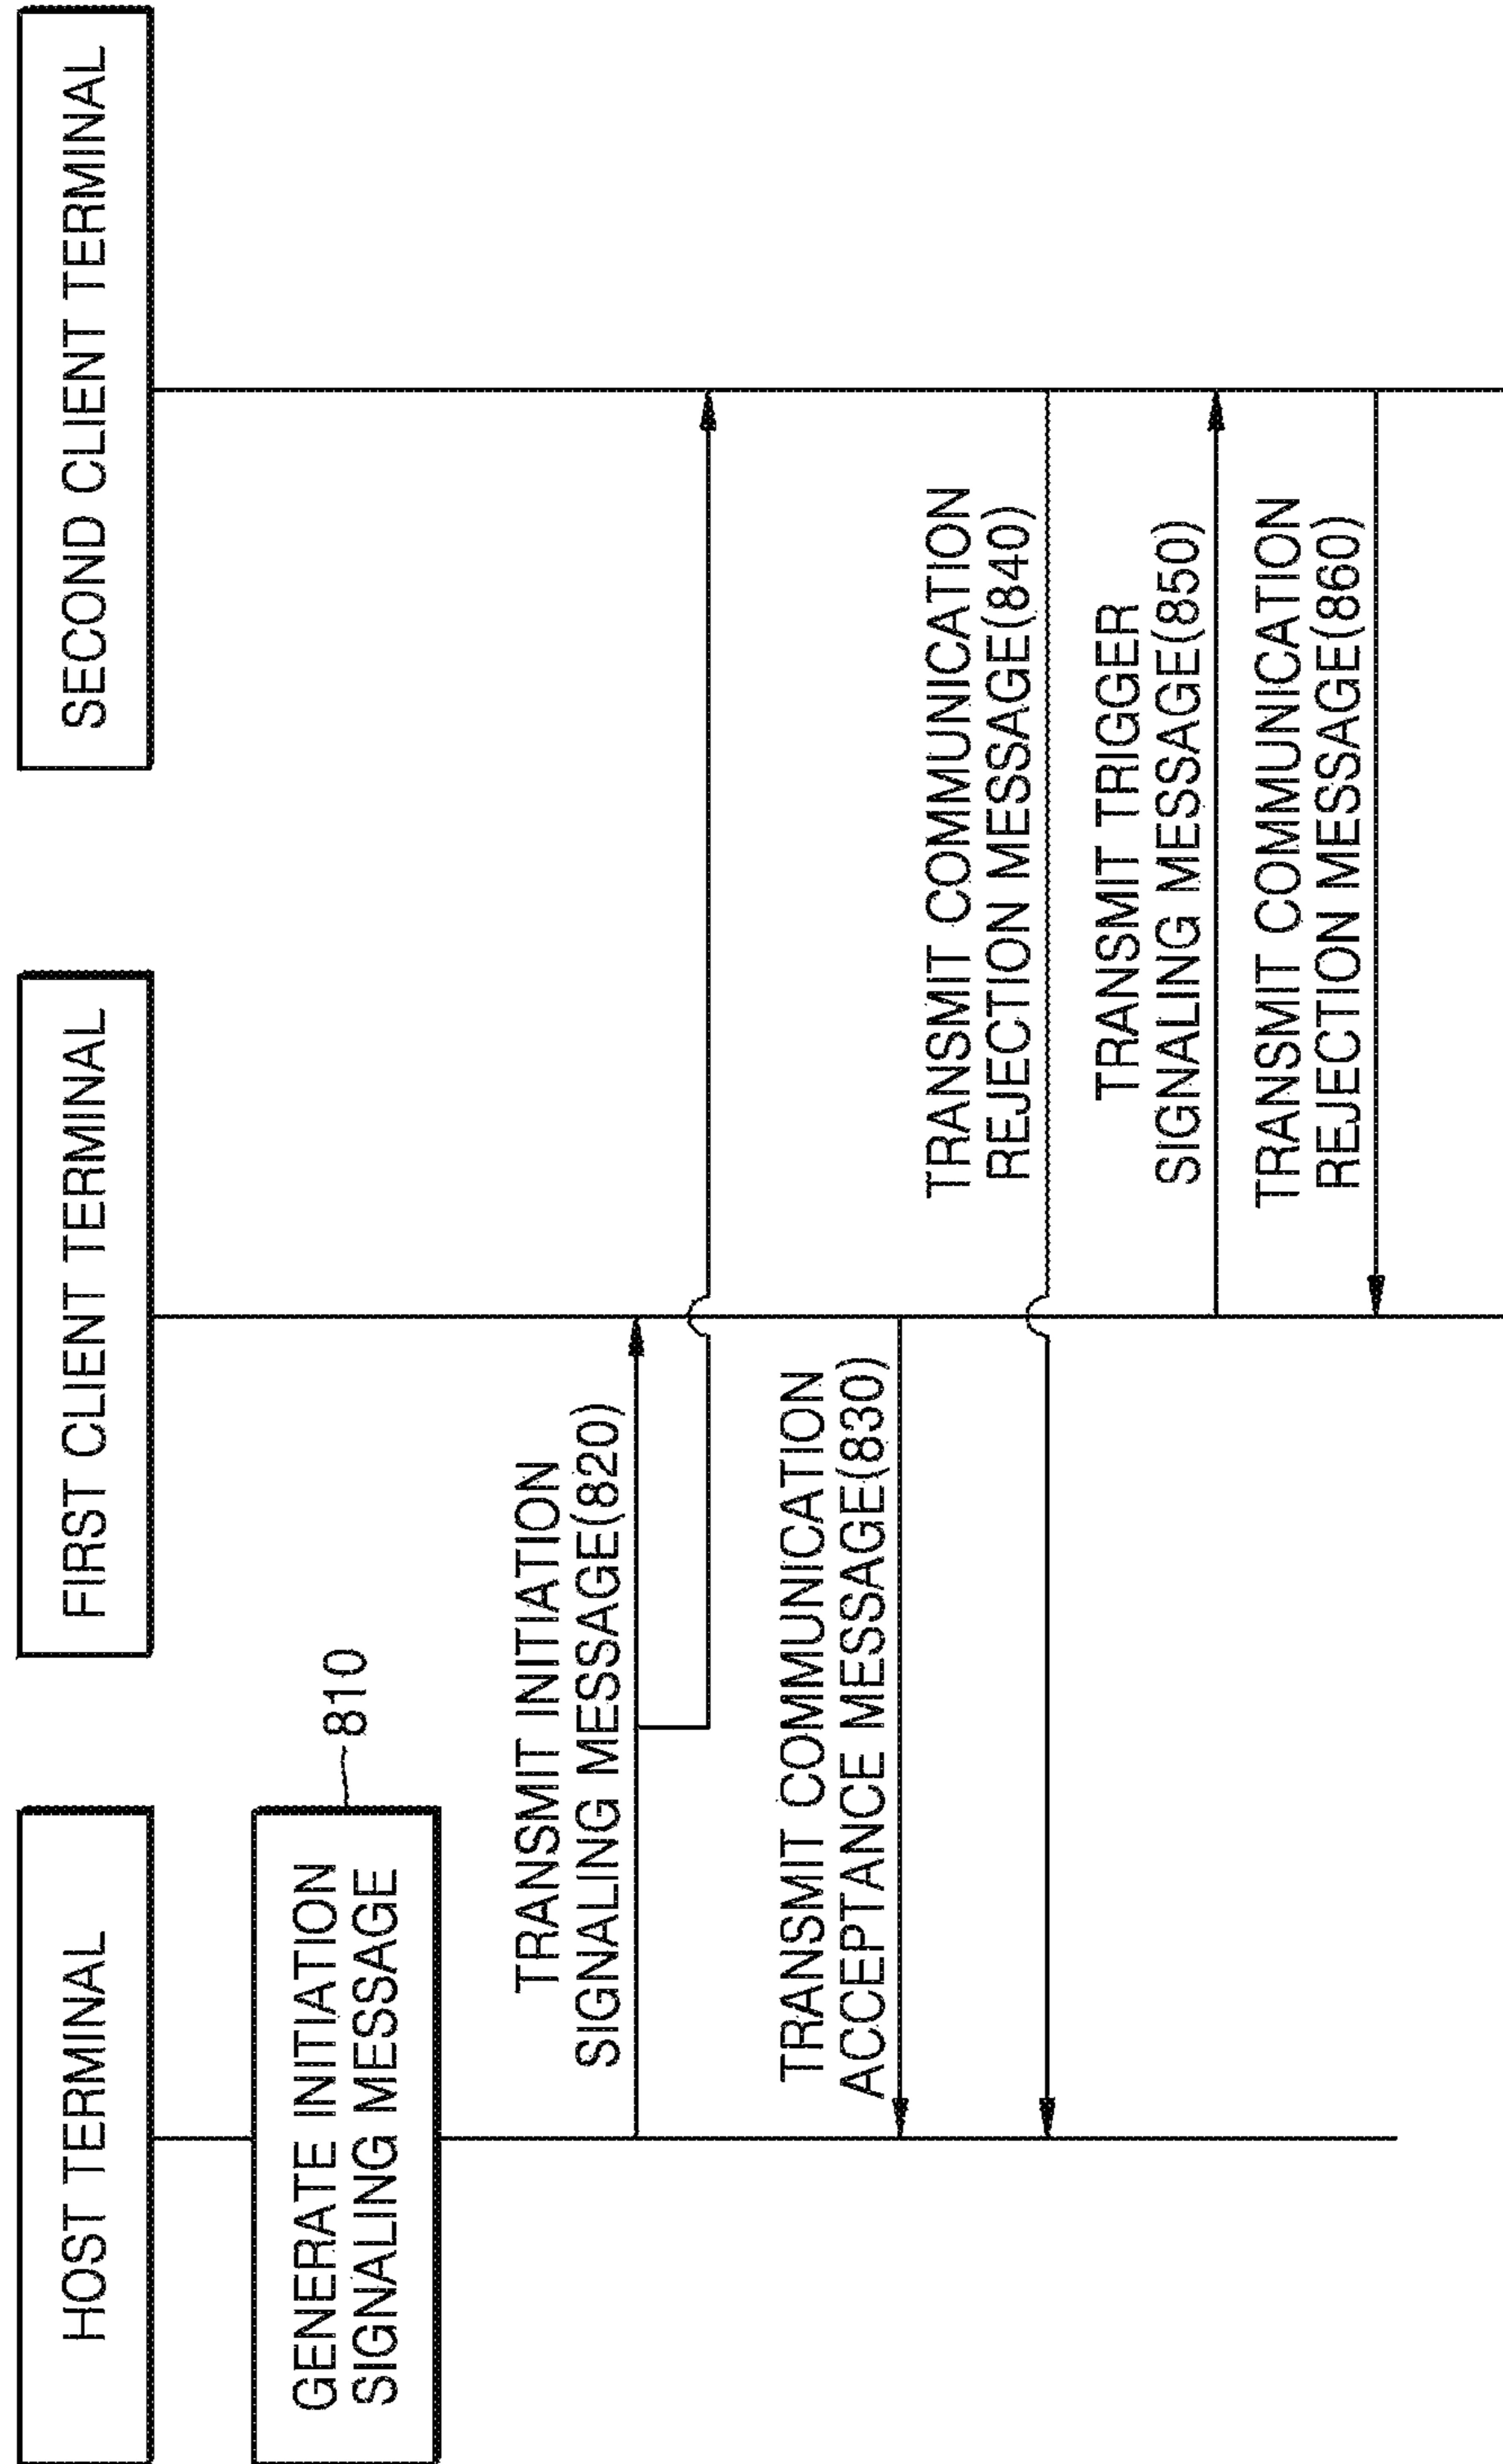 HOST TERMINAL
FIRST CLIENT TERMINAL
SECOND CLIENT TERMINAL
GENERATE INITIATION
SIGNALING MESSAGE
810
TRANSMIT INITIATION
SIGNALING MESSAGE(820)
TRANSMIT COMMUNICATION
ACCEPTANCE MESSAGE(830)
TRANSMIT COMMUNICATION
REJECTION MESSAGE(840)
TRANSMIT TRIGGER
SIGNALING MESSAGE(850)
TRANSMIT COMMUNICATION
REJECTION MESSAGE(860)